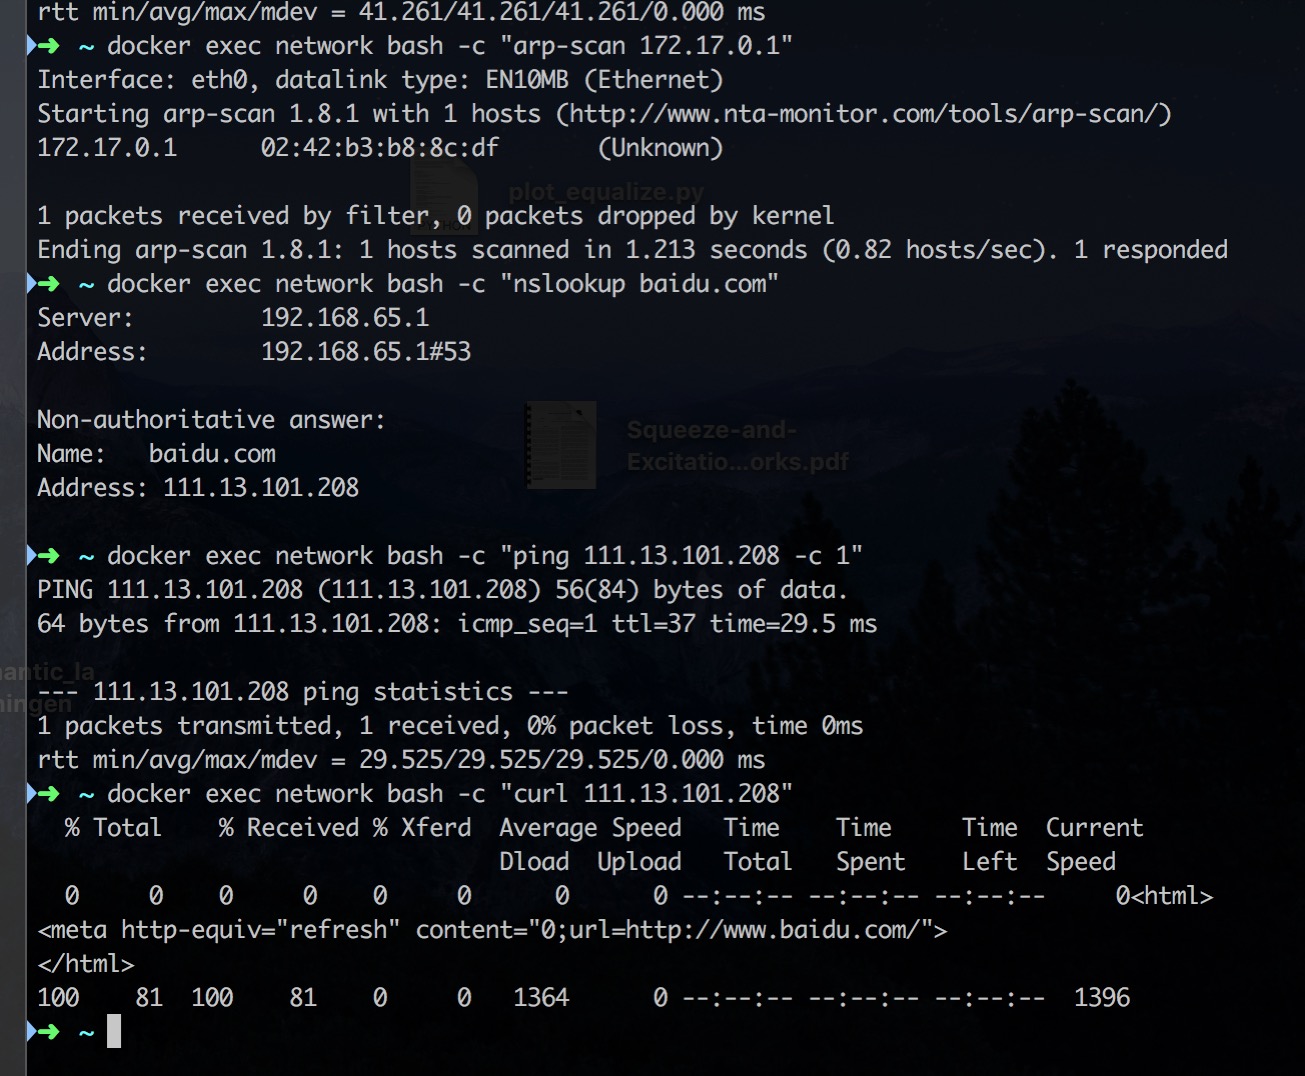 rtt min/avg/max/mdev = 41.261/41.261/41.261/0.000 ms
➜ ~ docker exec network bash -c "arp-scan 172.17.0.1"
Interface: eth0, datalink type: EN10MB (Ethernet)
Starting arp-scan 1.8.1 with 1 hosts (http://www.nta-monitor.com/tools/arp-scan/)
172.17.0.1 02:42:b3:b8:8c:df (Unknown)
plot_equalize.py
1 packets received by filter, 0 packets dropped by kernel
Ending arp-scan 1.8.1: 1 hosts scanned in 1.213 seconds (0.82 hosts/sec). 1 responded
➜ ~ docker exec network bash -c "nslookup baidu.com"
Server: 192.168.65.1
Address: 192.168.65.1#53
Non-authoritative answer:
Squeeze-and-
Name: baidu.com
Excitatio...orks.pdf
Address: 111.13.101.208
➜ ~ docker exec network bash -c "ping 111.13.101.208 -c 1"
PING 111.13.101.208 (111.13.101.208) 56(84) bytes of data.
64 bytes from 111.13.101.208: icmp_seq=1 ttl=37 time=29.5 ms
antic_la
--- 111.13.101.208 ping statistics ---
ningen
1 packets transmitted, 1 received, 0% packet loss, time 0ms
rtt min/avg/max/mdev = 29.525/29.525/29.525/0.000 ms
➜ ~ docker exec network bash -c "curl 111.13.101.208"
% Total % Received % Xferd Average Speed Time Time Time Current
Dload Upload Total Spent Left Speed
0 0 0 0 0 0 0 0 --:--:-- --:--:-- --:--:-- 0<html>
<meta http-equiv="refresh" content="0;url=http://www.baidu.com/">
</html>
100 81 100 81 0 0 1364 0 --:--:-- --:--:-- --:--:-- 1396
➜ ~